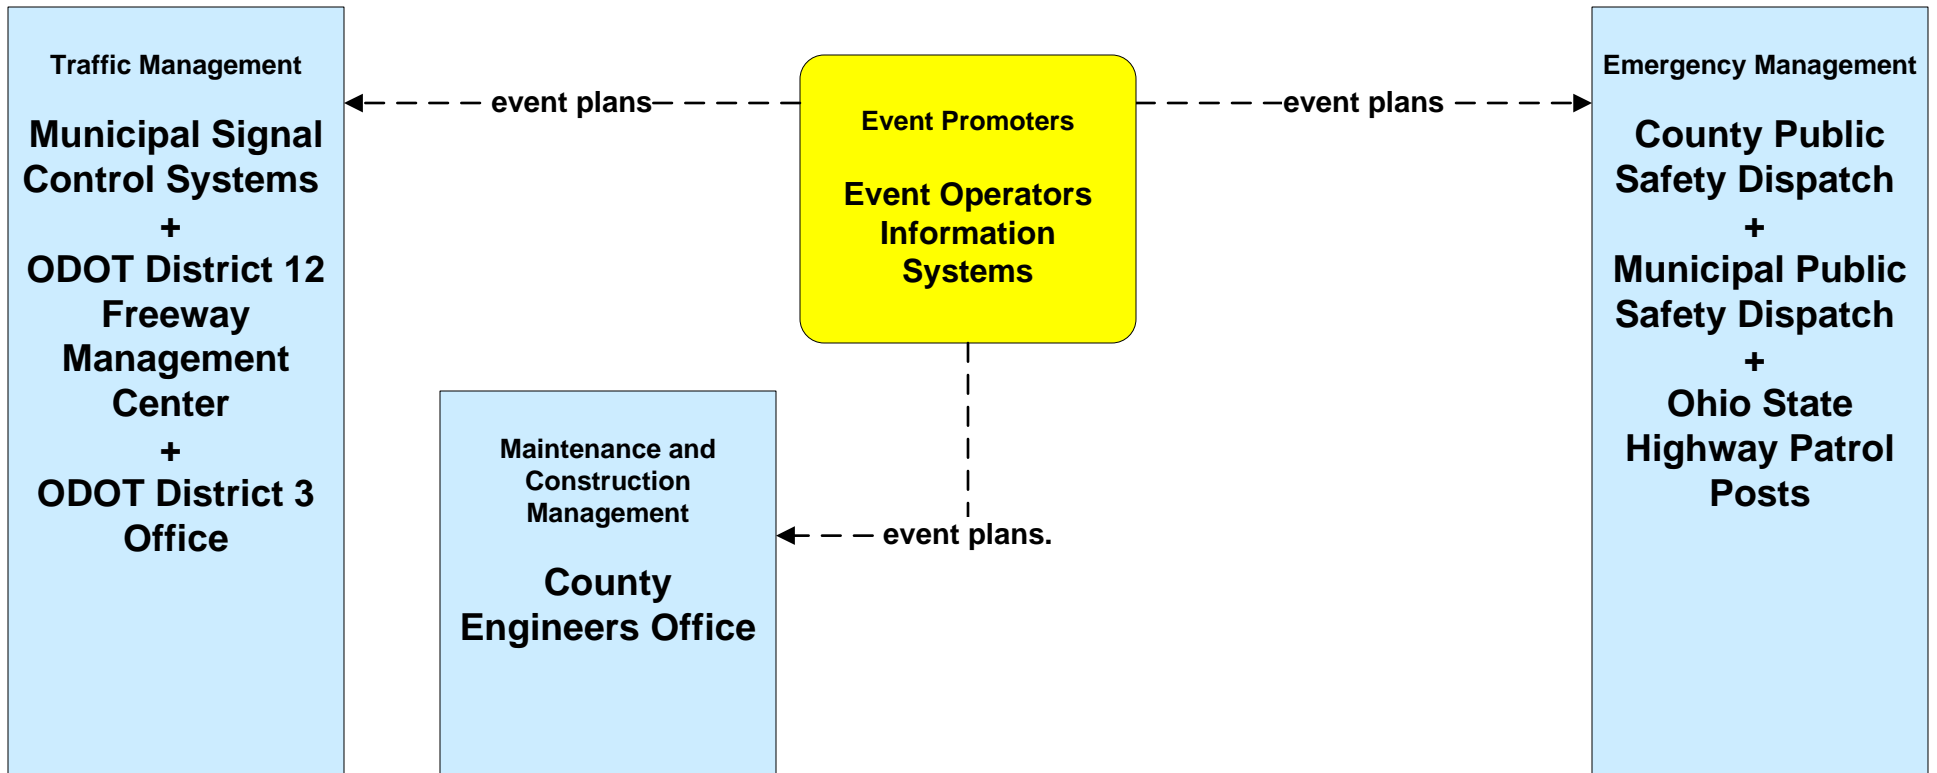 Traffic Management
Municipal Signal
Control Systems
+
ODOT District 12
Freeway
Management
Center
+
ODOT District 3
Office
event plans
Event Promoters
Event Operators
Information
Systems
event plans
Maintenance and
Construction
Management
County
Engineers Office
event plans.
Emergency Management
County Public
Safety Dispatch
+
Municipal Public
Safety Dispatch
+
Ohio State
Highway Patrol
Posts